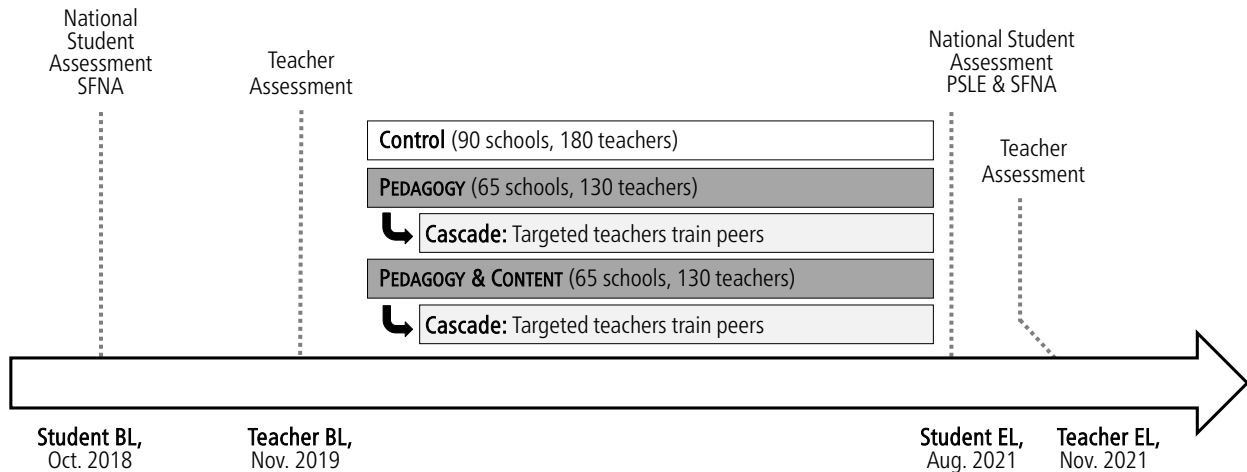 National
Student
Assessment
SFNA
Teacher
Assessment
National Student
Assessment
PSLE & SFNA
Teacher
Assessment
Control (90 schools, 180 teachers)
PEDAGOGY (65 schools, 130 teachers)
Cascade: Targeted teachers train peers
PEDAGOGY & CONTENT (65 schools, 130 teachers)
Cascade: Targeted teachers train peers
Student BL,
Oct. 2018
Teacher BL,
Nov. 2019
Student EL,
Aug. 2021
Teacher EL,
Nov. 2021